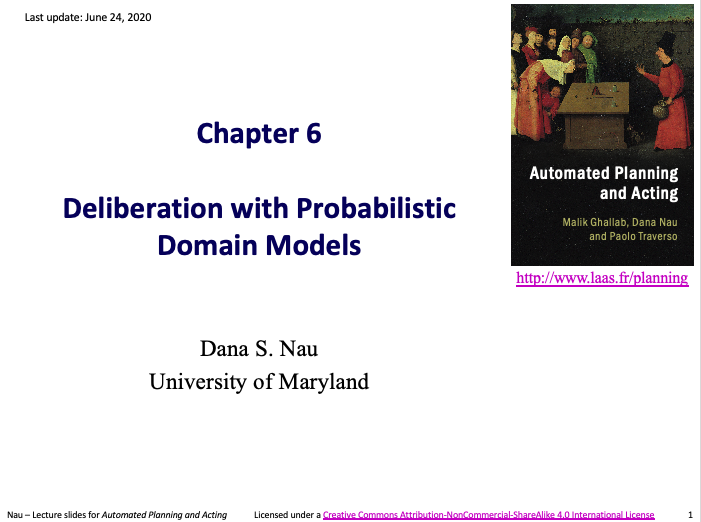 Last update: June 24, 2020
Chapter 6
Deliberation with Probabilistic
Domain Models
Automated Planning
and Acting
Malik Ghallab, Dana Nau
and Paolo Traverso
http://www.laas.fr/planning
Dana S. Nau
University of Maryland
Nau – Lecture slides for Automated Planning and Acting
Licensed under a Creative Commons Attribution-NonCommercial-ShareAlike 4.0 International License
1